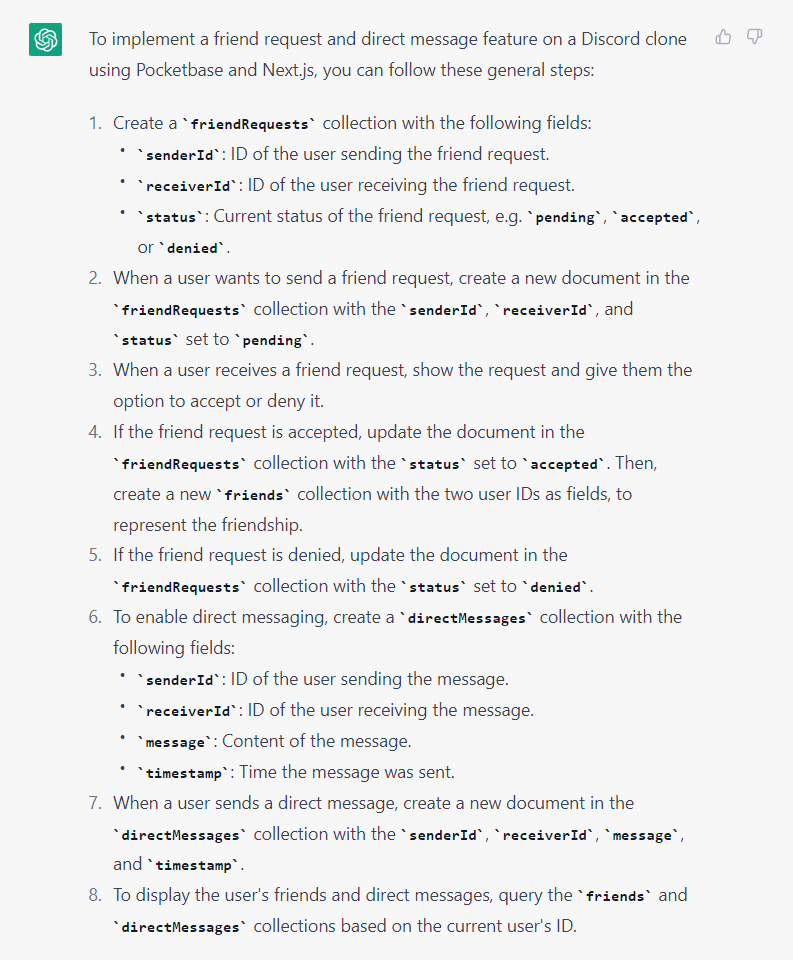 To implement a friend request and direct message feature on a Discord clone
using Pocketbase and Next.js, you can follow these general steps:
1. Create a `friendRequests` collection with the following fields:
• `senderId`: ID of the user sending the friend request.
• `receiverId`: ID of the user receiving the friend request.
• `status`: Current status of the friend request, e.g. `pending`, `accepted`,
or `denied`.
2. When a user wants to send a friend request, create a new document in the
`friendRequests` collection with the `senderId`, `receiverId`, and
`status` set to `pending`.
3. When a user receives a friend request, show the request and give them the
option to accept or deny it.
4. If the friend request is accepted, update the document in the
`friendRequests` collection with the `status` set to `accepted`. Then,
create a new `friends` collection with the two user IDs as fields, to
represent the friendship.
5. If the friend request is denied, update the document in the
`friendRequests` collection with the `status` set to `denied`.
6. To enable direct messaging, create a `directMessages` collection with the
following fields:
• `senderId`: ID of the user sending the message.
• `receiverId`: ID of the user receiving the message.
• `message`: Content of the message.
• `timestamp`: Time the message was sent.
7. When a user sends a direct message, create a new document in the
`directMessages` collection with the `senderId`, `receiverId`, `message`,
and `timestamp`.
8. To display the user's friends and direct messages, query the `friends` and
`directMessages` collections based on the current user's ID.